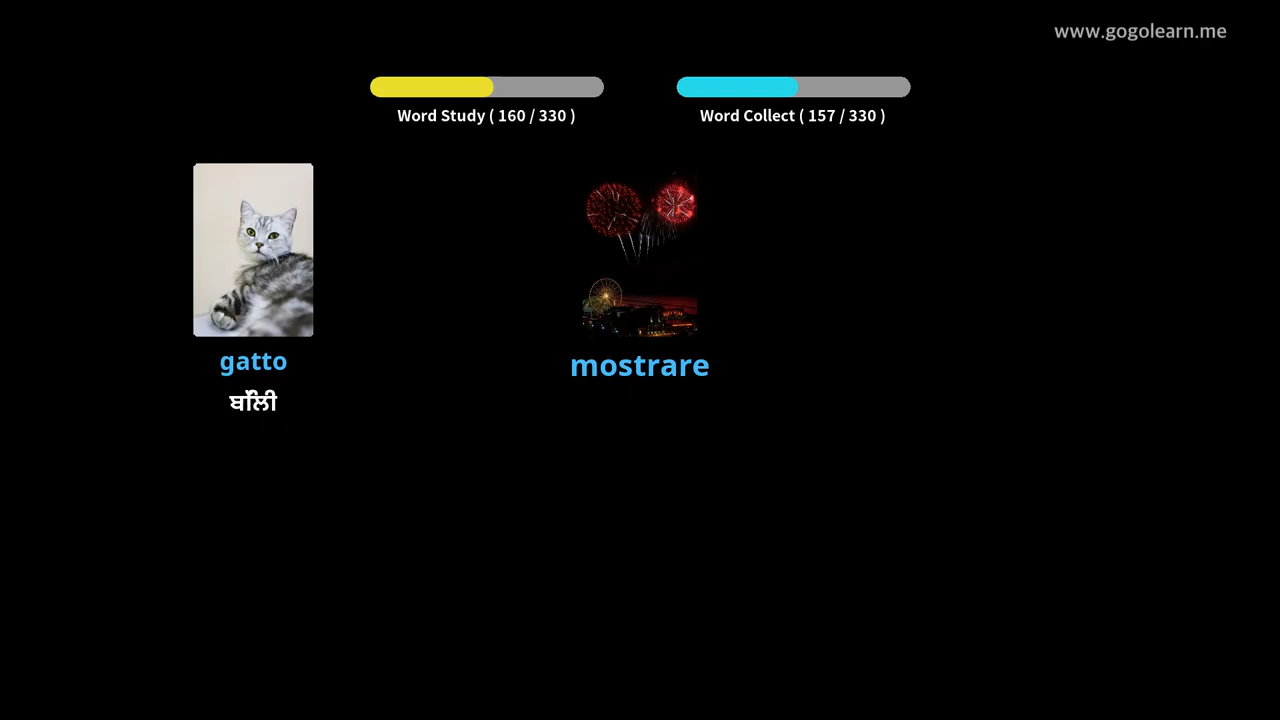 www.gogolearn.me
Word Study ( 160 / 330 )
Word Collect ( 157 / 330 )
gatto
ਬਿੱਲੀ
mostrare